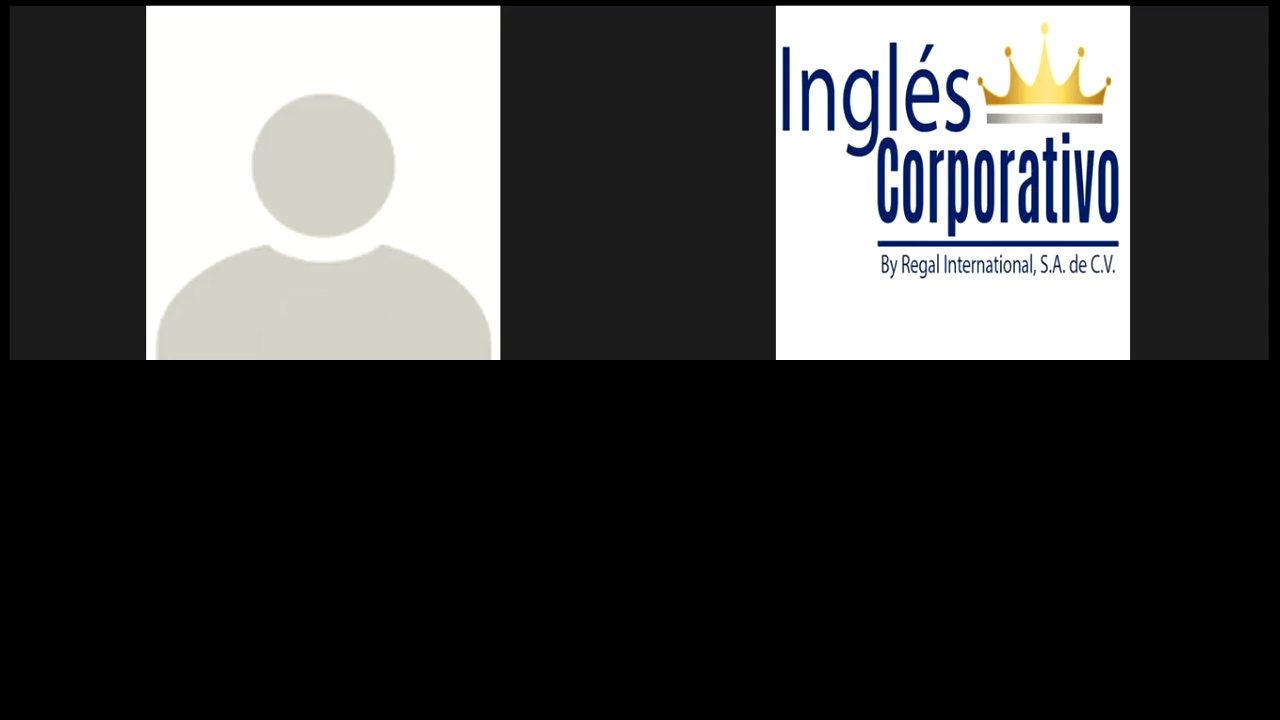 Inglés
Corporativo
By Regal International, S.A. de C.V.